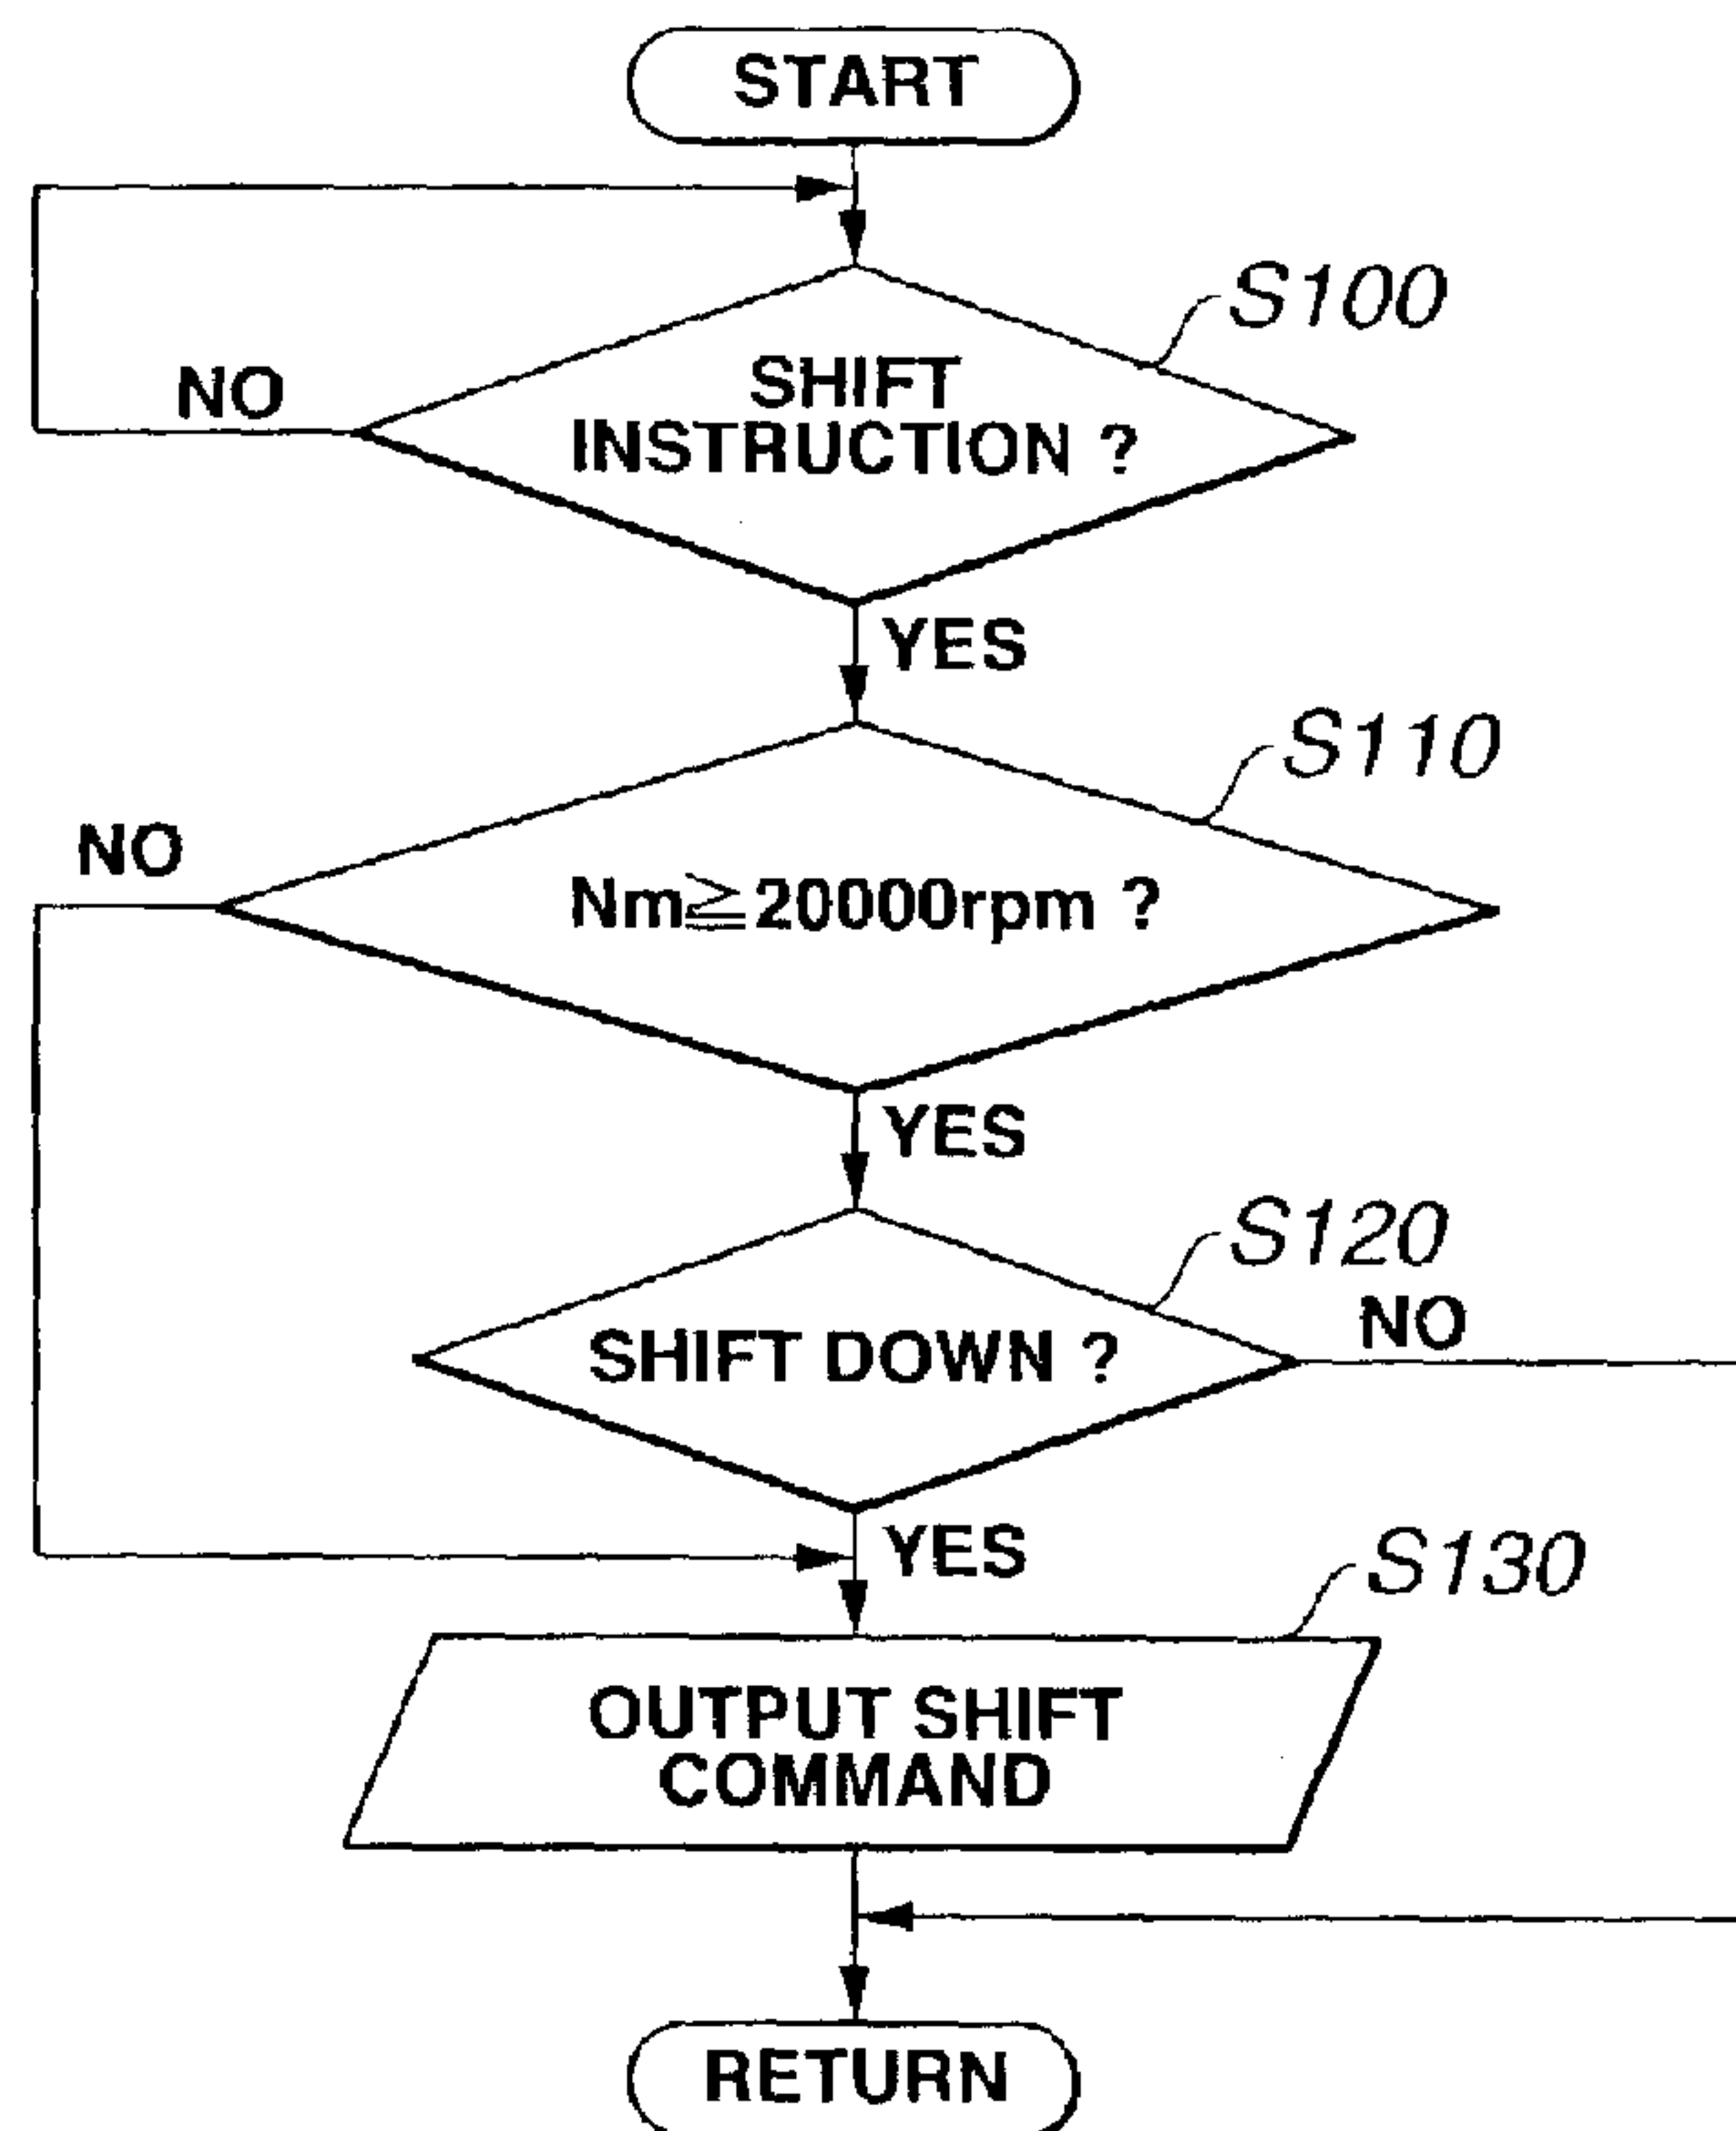 START
S100
SHIFT
INSTRUCTION ?
NO
YES
S110
NO
Nm≧20000rpm ?
YES
S120
NO
SHIFT DOWN ?
YES
S130
OUTPUT SHIFT
COMMAND
RETURN